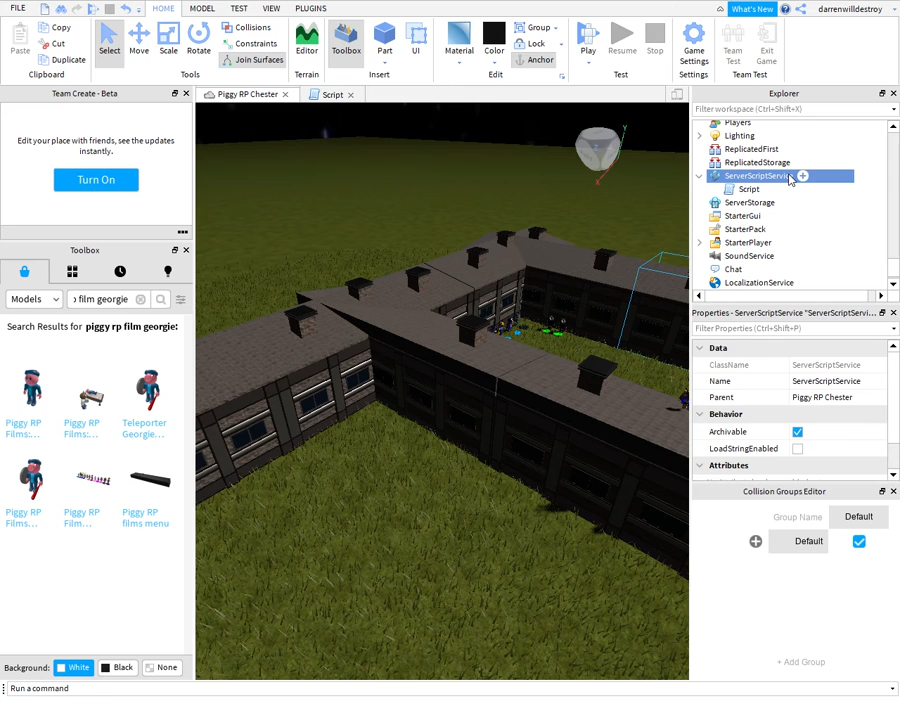 FILE HOME MODEL TEST VIEW PLUGINS What's New ? darrenwilldestroy
Paste Copy Cut Duplicate Select Move Scale Rotate Collisions Constraints Join Surfaces Editor Toolbox Part UI Material Color Group Lock Anchor Play Resume Stop Game Settings Team Test Exit Game
Clipboard Tools Terrain Insert Edit Test Settings Team Test
Team Create - Beta
Edit your place with friends, see the updates
instantly.
Turn On
Toolbox
Models film georgie
Search Results for piggy rp film georgie:
Piggy RP Films:... Piggy RP Films:... Teleporter Georgie...
Piggy RP Films... Piggy RP Film... Piggy RP films menu
Background: White Black None
Run a command
Piggy RP Chester Script
Y
X
Explorer
Filter workspace (Ctrl+Shift+X)
Players
Lighting
ReplicatedFirst
ReplicatedStorage
ServerScriptServic
Script
ServerStorage
StarterGui
StarterPack
StarterPlayer
SoundService
Chat
LocalizationService
Properties - ServerScriptService "ServerScriptServi...
Filter Properties (Ctrl+Shift+P)
Data
ClassName ServerScriptService
Name ServerScriptService
Parent Piggy RP Chester
Behavior
Archivable
LoadStringEnabled
Attributes
Collision Groups Editor
Group Name Default
Default
+ Add Group